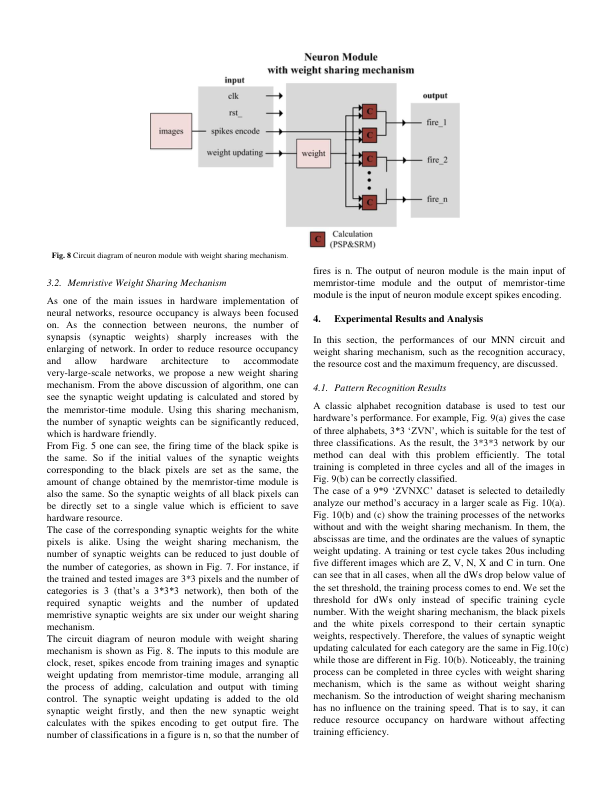 Neuron Module
with weight sharing mechanism
input
clk
rst_
images
spikes encode
weight updating
weight
C
C
C
C
output
fire_1
fire_2
fire_n
C
Calculation
(PSP&SRM)
Fig. 8 Circuit diagram of neuron module with weight sharing mechanism.
3.2. Memristive Weight Sharing Mechanism
As one of the main issues in hardware implementation of
neural networks, resource occupancy is always been focused
on. As the connection between neurons, the number of
synapsis (synaptic weights) sharply increases with the
enlarging of network. In order to reduce resource occupancy
and allow hardware architecture to accommodate
very-large-scale networks, we propose a new weight sharing
mechanism. From the above discussion of algorithm, one can
see the synaptic weight updating is calculated and stored by
the memristor-time module. Using this sharing mechanism,
the number of synaptic weights can be significantly reduced,
which is hardware friendly.
From Fig. 5 one can see, the firing time of the black spike is
the same. So if the initial values of the synaptic weights
corresponding to the black pixels are set as the same, the
amount of change obtained by the memristor-time module is
also the same. So the synaptic weights of all black pixels can
be directly set to a single value which is efficient to save
hardware resource.
The case of the corresponding synaptic weights for the white
pixels is alike. Using the weight sharing mechanism, the
number of synaptic weights can be reduced to just double of
the number of categories, as shown in Fig. 7. For instance, if
the trained and tested images are 3*3 pixels and the number of
categories is 3 (that's a 3*3*3 network), then both of the
required synaptic weights and the number of updated
memristive synaptic weights are six under our weight sharing
mechanism.
The circuit diagram of neuron module with weight sharing
mechanism is shown as Fig. 8. The inputs to this module are
clock, reset, spikes encode from training images and synaptic
weight updating from memristor-time module, arranging all
the process of adding, calculation and output with timing
control. The synaptic weight updating is added to the old
synaptic weight firstly, and then the new synaptic weight
calculates with the spikes encoding to get output fire. The
number of classifications in a figure is n, so that the number of
fires is n. The output of neuron module is the main input of
memristor-time module and the output of memristor-time
module is the input of neuron module except spikes encoding.
4. Experimental Results and Analysis
In this section, the performances of our MNN circuit and
weight sharing mechanism, such as the recognition accuracy,
the resource cost and the maximum frequency, are discussed.
4.1. Pattern Recognition Results
A classic alphabet recognition database is used to test our
hardware's performance. For example, Fig. 9(a) gives the case
of three alphabets, 3*3 'ZVN', which is suitable for the test of
three classifications. As the result, the 3*3*3 network by our
method can deal with this problem efficiently. The total
training is completed in three cycles and all of the images in
Fig. 9(b) can be correctly classified.
The case of a 9*9 'ZVNXC' dataset is selected to detailedly
analyze our method's accuracy in a larger scale as Fig. 10(a).
Fig. 10(b) and (c) show the training processes of the networks
without and with the weight sharing mechanism. In them, the
abscissas are time, and the ordinates are the values of synaptic
weight updating. A training or test cycle takes 20us including
five different images which are Z, V, N, X and C in turn. One
can see that in all cases, when all the dWs drop below value of
the set threshold, the training process comes to end. We set the
threshold for dWs only instead of specific training cycle
number. With the weight sharing mechanism, the black pixels
and the white pixels correspond to their certain synaptic
weights, respectively. Therefore, the values of synaptic weight
updating calculated for each category are the same in Fig.10(c)
while those are different in Fig. 10(b). Noticeably, the training
process can be completed in three cycles with weight sharing
mechanism, which is the same as without weight sharing
mechanism. So the introduction of weight sharing mechanism
has no influence on the training speed. That is to say, it can
reduce resource occupancy on hardware without affecting
training efficiency.